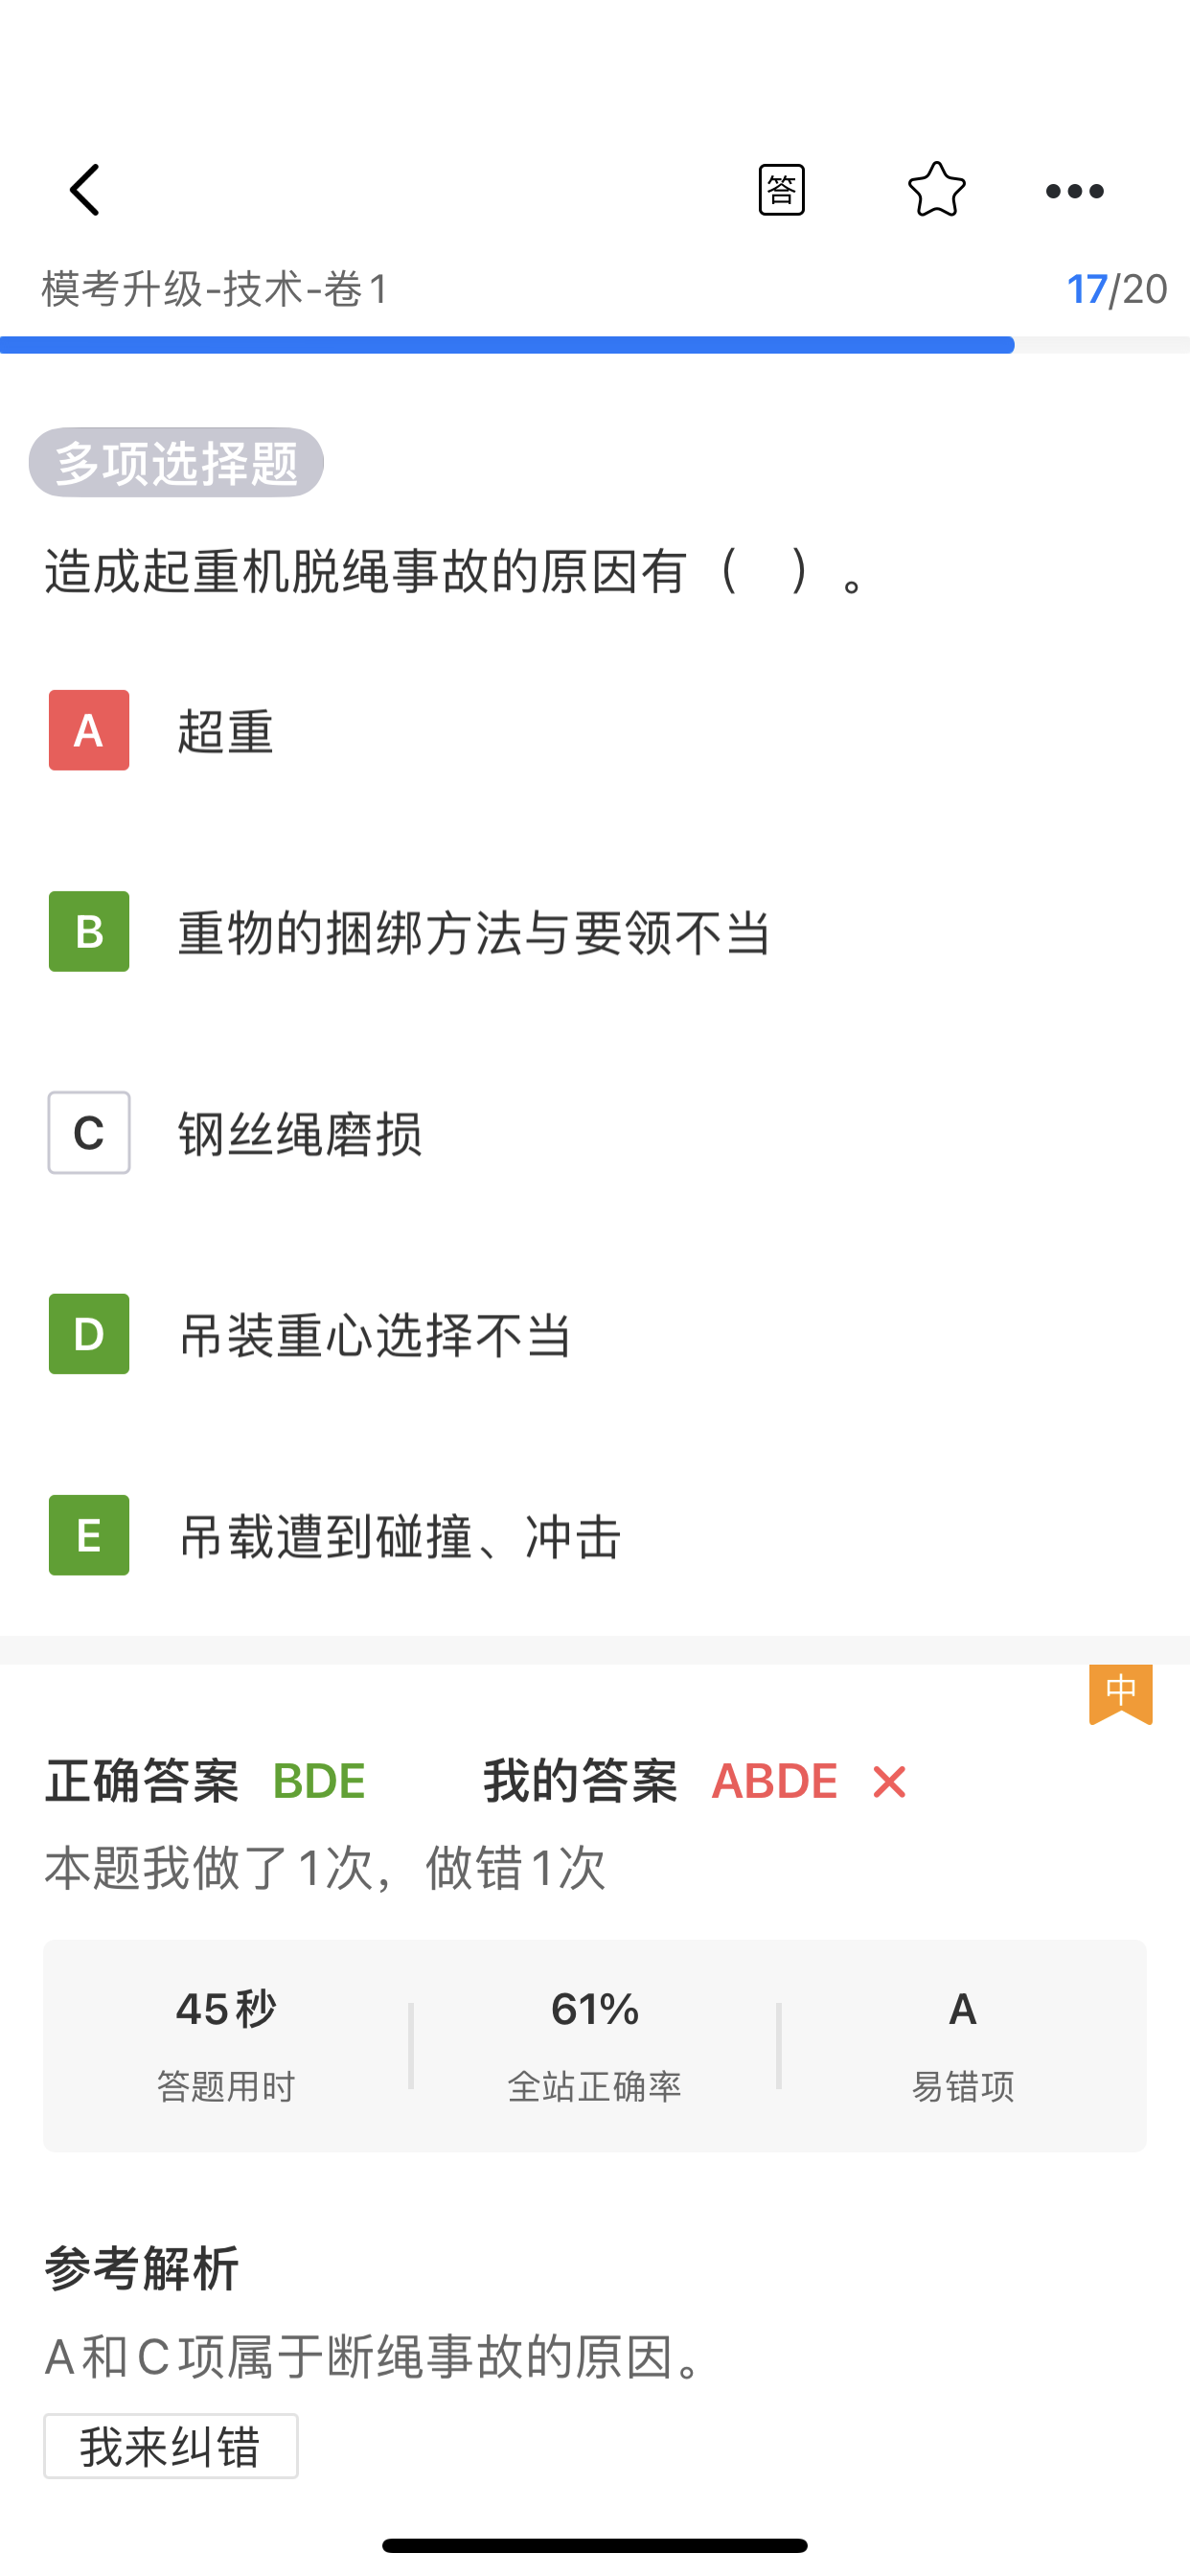 答
模考升级-技术-卷1
17/20
多项选择题
造成起重机脱绳事故的原因有（ ）。
A 超重
B 重物的捆绑方法与要领不当
C 钢丝绳磨损
D 吊装重心选择不当
E 吊载遭到碰撞、冲击
中
正确答案 BDE 我的答案 ABDE
本题我做了1次，做错1次
45秒 61% A
答题用时 全站正确率 易错项
参考解析
A和C项属于断绳事故的原因。
我来纠错